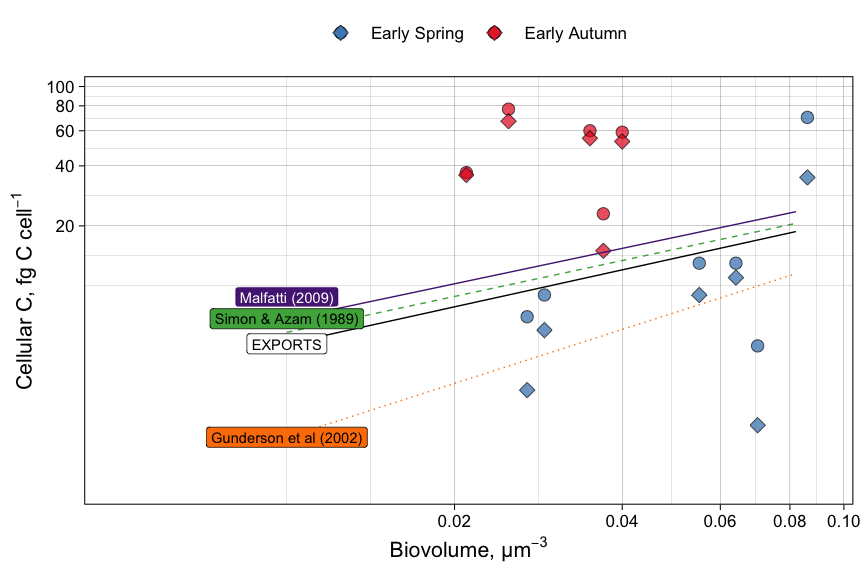 Early Spring Early Autumn
100
80
60
40
20
Cellular C, fg C cell⁻¹
Malfatti (2009)
Simon & Azam (1989)
EXPORTS
Gunderson et al (2002)
0.02 0.04 0.06 0.08 0.10
Biovolume, μm⁻³